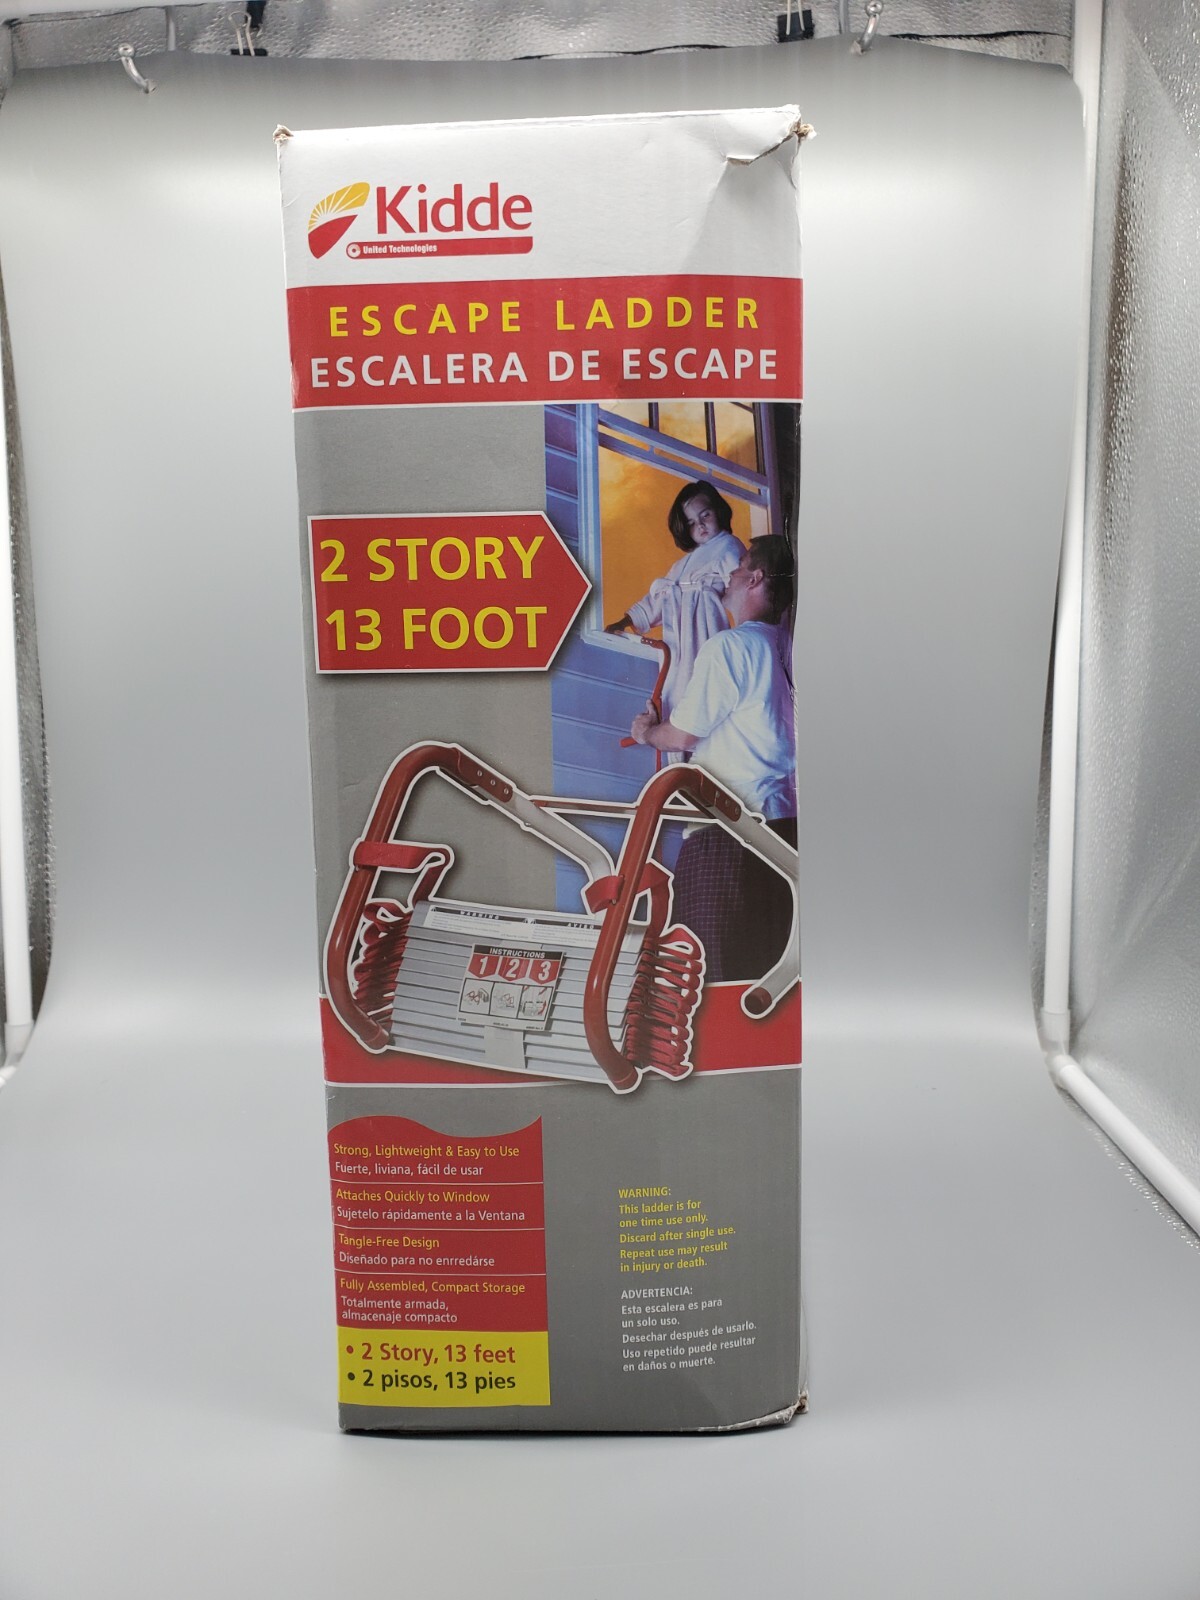 Kidde
United Technologies
ESCAPE LADDER
ESCALERA DE ESCAPE
2 STORY
13 FOOT
WARNING
AVISO
INSTRUCTIONS
1 2 3
Strong, Lightweight & Easy to Use
Fuerte, liviana, fácil de usar
Attaches Quickly to Window
Sujetelo rápidamente a la Ventana
Tangle-Free Design
Diseñado para no enrredárse
Fully Assembled, Compact Storage
Totalmente armada,
almacenaje compacto
• 2 Story, 13 feet
• 2 pisos, 13 pies
WARNING:
This ladder is for
one time use only.
Discard after single use.
Repeat use may result
in injury or death.
ADVERTENCIA:
Esta escalera es para
un solo uso.
Desechar después de usarlo.
Uso repetido puede resultar
en daños o muerte.